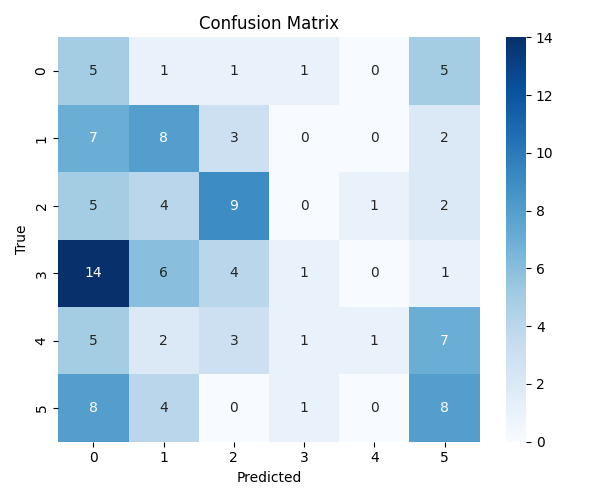 Confusion Matrix
True
0 5 1 1 1 0 5
1 7 8 3 0 0 2
2 5 4 9 0 1 2
3 14 6 4 1 0 1
4 5 2 3 1 1 7
5 8 4 0 1 0 8
0 1 2 3 4 5
Predicted
14
12
10
8
6
4
2
0